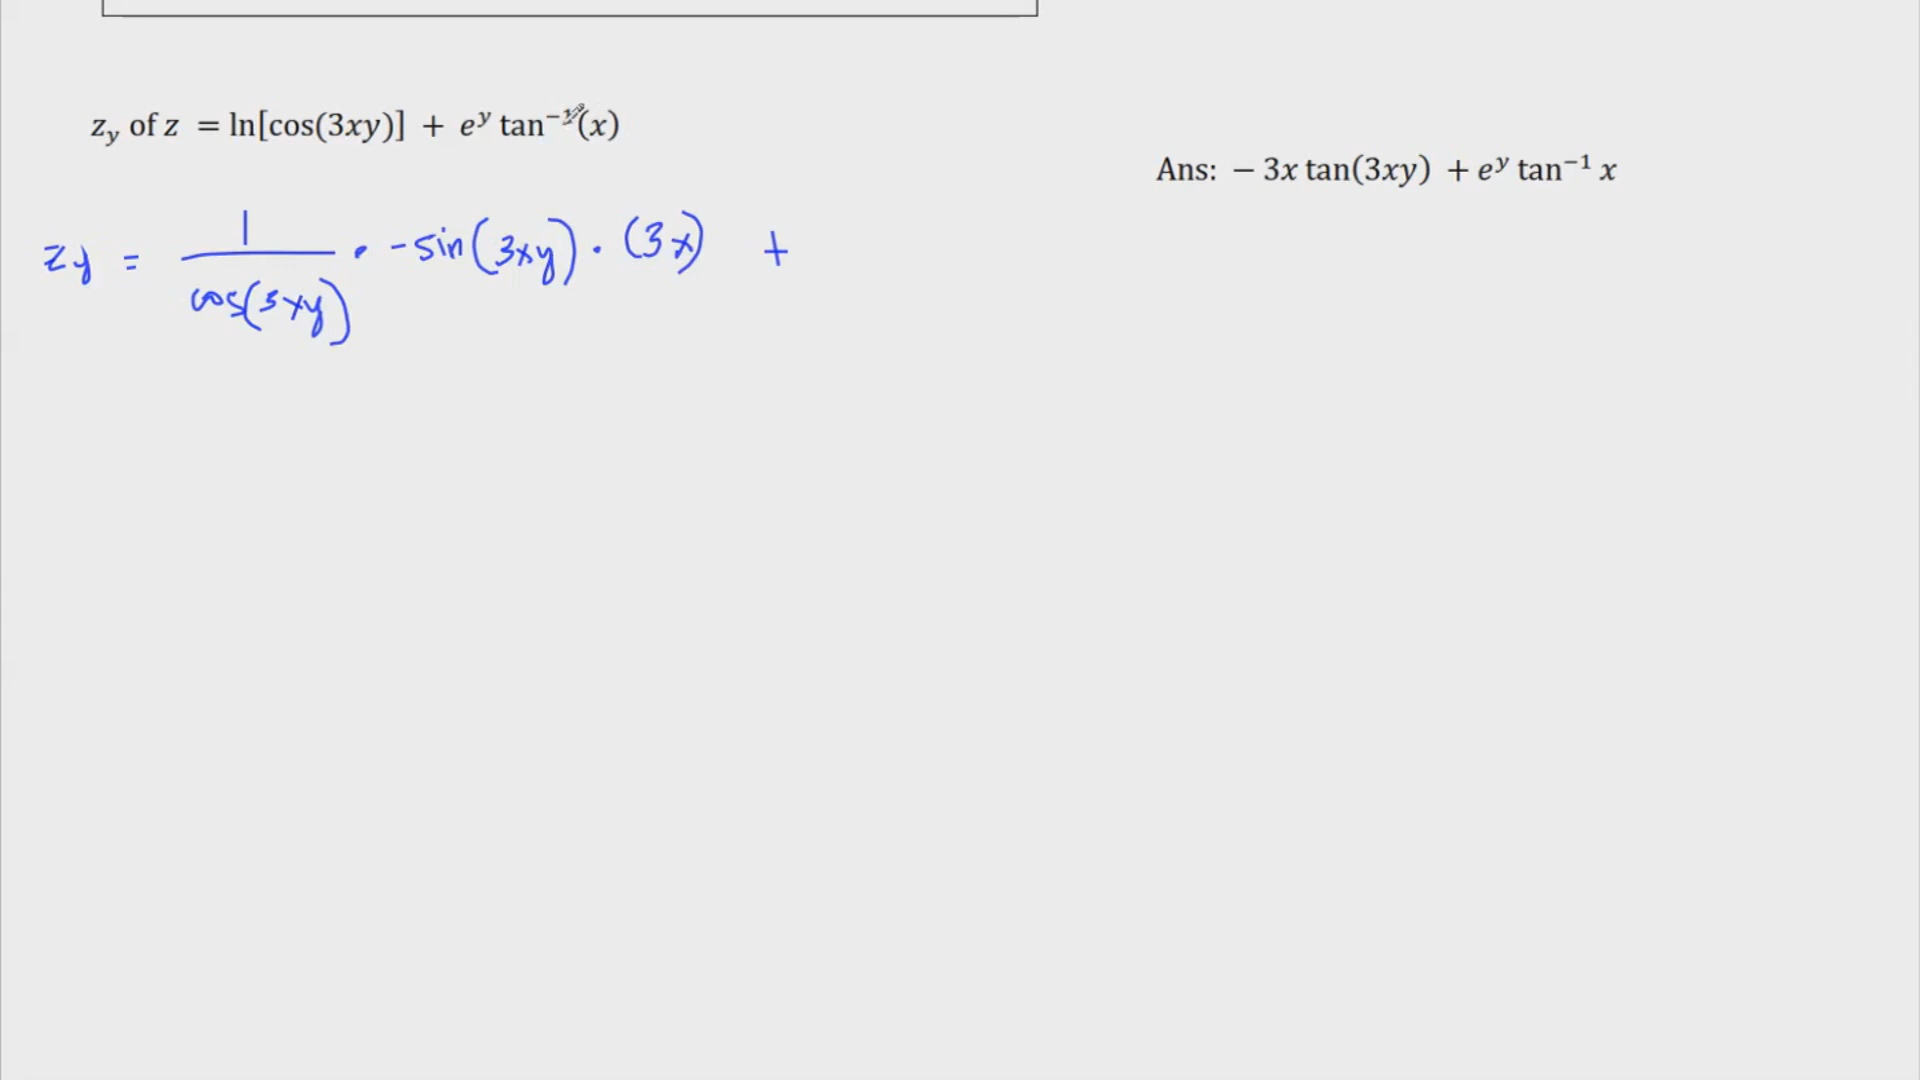 z_y of z = ln[cos(3xy)] + e^y tan^−1(x)
Ans: − 3x tan(3xy) + e^y tan^−1 x
zy = 1/cos(3xy) · -sin(3xy) · (3x) +